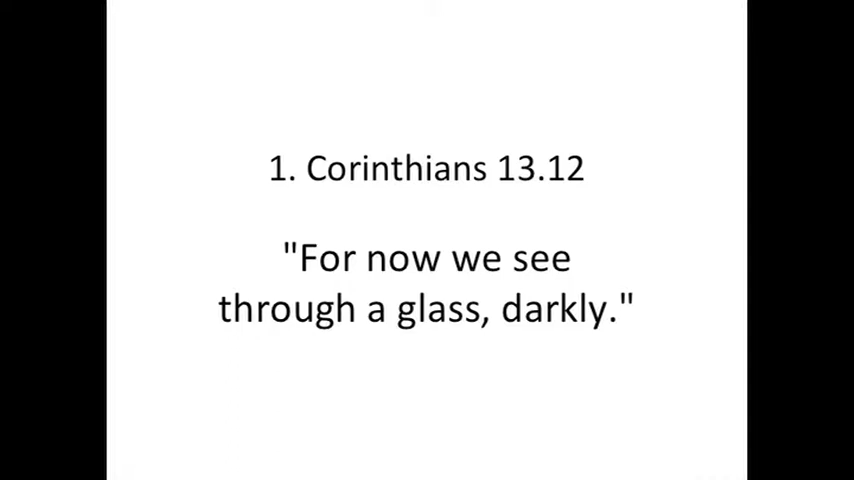 1. Corinthians 13.12
"For now we see
through a glass, darkly."